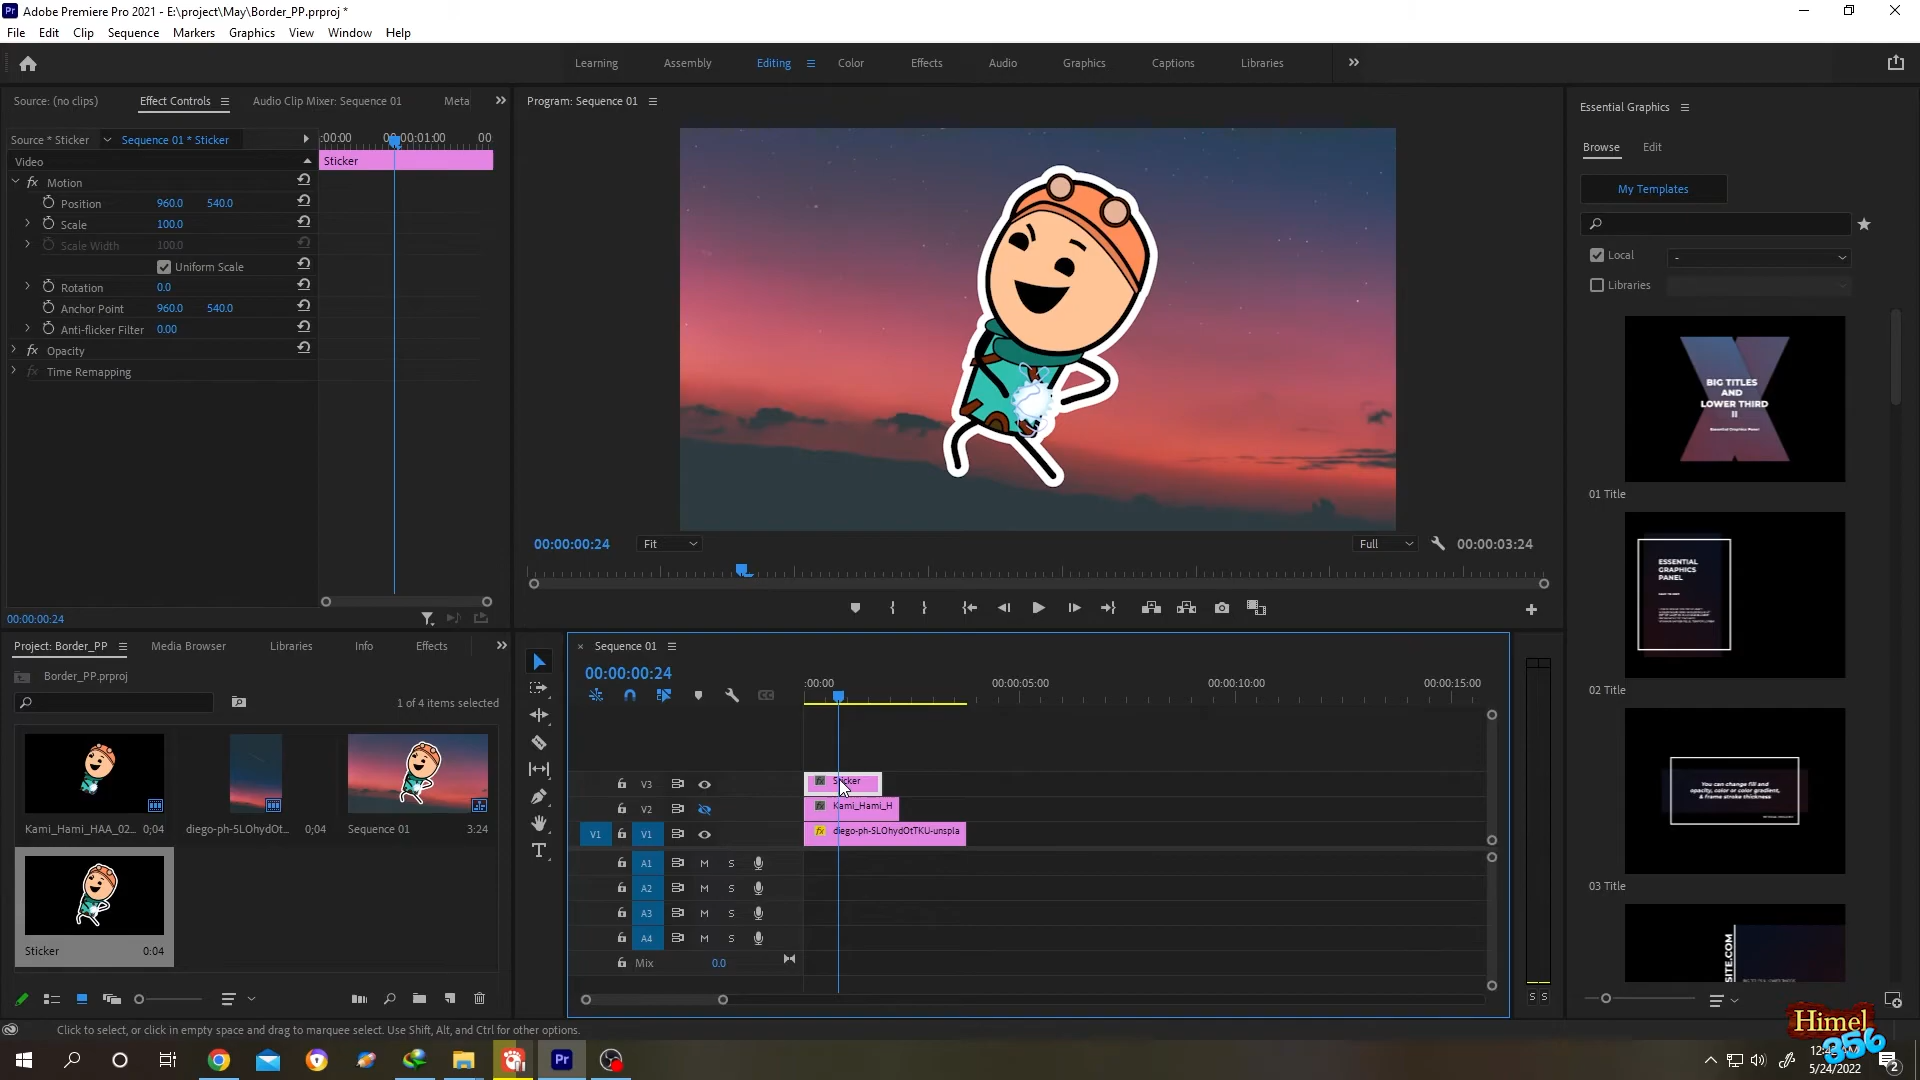 Adobe Premiere Pro 2021 - E:\project\May\Border_PP.prproj *
File Edit Clip Sequence Markers Graphics View Window Help
Learning Assembly Editing Color Effects Audio Graphics Captions Libraries
Source: (no clips) Effect Controls Audio Clip Mixer: Sequence 01 Meta
Program: Sequence 01
Essential Graphics
Source * Sticker Sequence 01 * Sticker :00:00 00:00:01:00 00:
Browse Edit
Video Sticker
Motion
My Templates
Position 960.0 540.0
Scale 100.0
Scale Width 100.0
Local -
Uniform Scale
Libraries
Rotation 0.0
Anchor Point 960.0 540.0
Anti-flicker Filter 0.00
Opacity
Time Remapping
BIG TITLES
AND
LOWER THIRD
II
Essential Graphics Panel
01 Title
00:00:00:24 Fit Full 00:00:03:24
ESSENTIAL
GRAPHICS
PANEL
00:00:00:24
02 Title
Project: Border_PP Media Browser Libraries Info Effects
Sequence 01
Border_PP.prproj
00:00:00:24
1 of 4 items selected
:00:00 00:00:05:00 00:00:10:00 00:00:15:00
You can change fill and
opacity, color or color gradient,
& frame stroke thickness
03 Title
Kami_Hami_HAA_02... 0;04 diego-ph-5LOhydOtT... 0;04 Sequence 01 3:24
Sticker 0:04
V3 Sticker
V2 Kami_Hami_H
V1 V1 diego-ph-5LOhydOtTKU-unspla
A1 M S
A2 M S
A3 M S
A4 M S
Mix 0.0
SITE.COM
S S
Click to select, or click in empty space and drag to marquee select. Use Shift, Alt, and Ctrl for other options.
Himel
356
5/24/2022
2